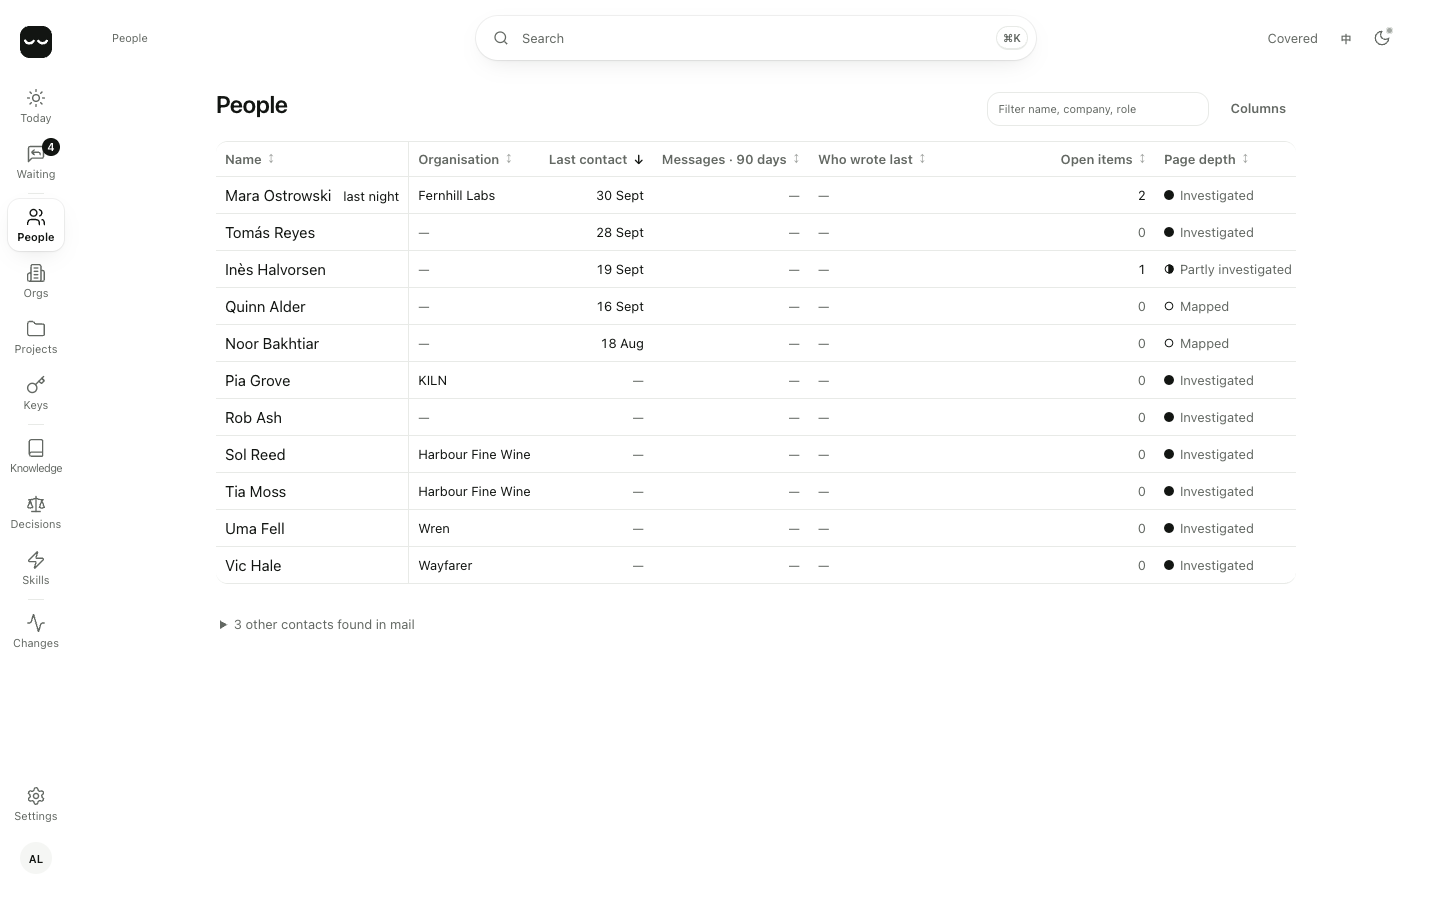 People
Search
⌘K
Covered
中
Today
4
Waiting
People
Orgs
Projects
Keys
Knowledge
Decisions
Skills
Changes
Settings
AL
People
Filter name, company, role
Columns
Name Organisation Last contact Messages · 90 days Who wrote last Open items Page depth
Mara Ostrowski last night Fernhill Labs 30 Sept — — 2 Investigated
Tomás Reyes — 28 Sept — — 0 Investigated
Inès Halvorsen — 19 Sept — — 1 Partly investigated
Quinn Alder — 16 Sept — — 0 Mapped
Noor Bakhtiar — 18 Aug — — 0 Mapped
Pia Grove KILN — — — 0 Investigated
Rob Ash — — — — 0 Investigated
Sol Reed Harbour Fine Wine — — — 0 Investigated
Tia Moss Harbour Fine Wine — — — 0 Investigated
Uma Fell Wren — — — 0 Investigated
Vic Hale Wayfarer — — — 0 Investigated
3 other contacts found in mail